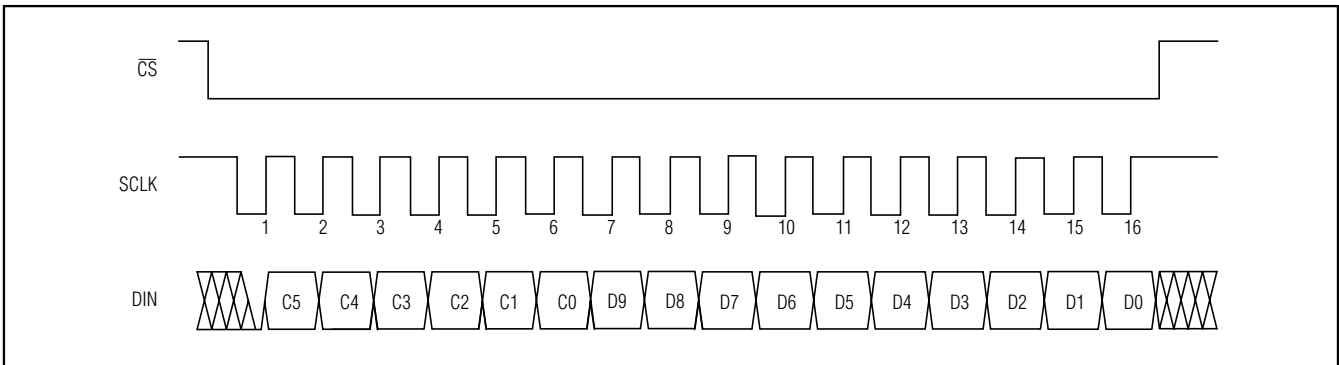 C̅S̅
SCLK
1 2 3 4 5 6 7 8 9 10 11 12 13 14 15 16
DIN
C5 C4 C3 C2 C1 C0 D9 D8 D7 D6 D5 D4 D3 D2 D1 D0